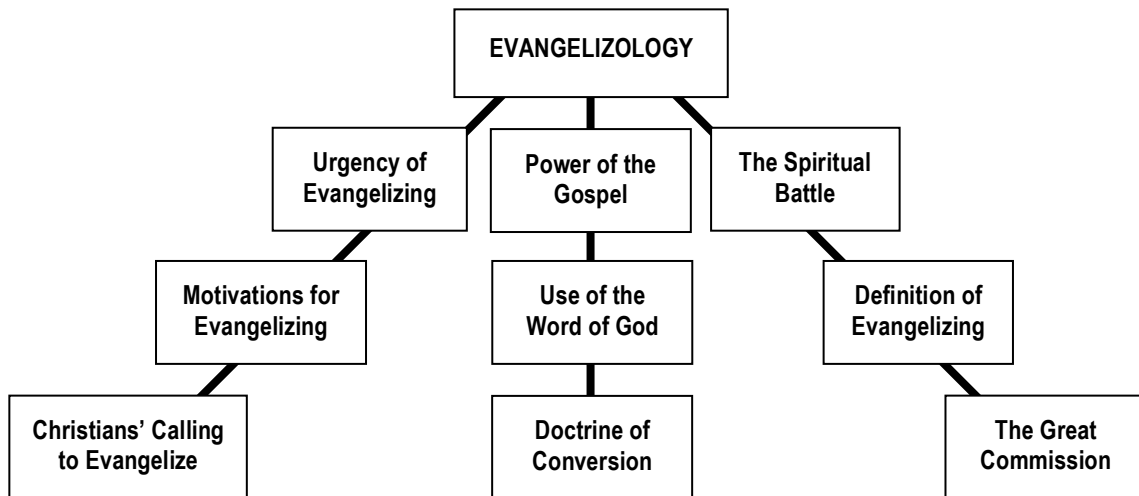 EVANGELIZOLOGY
Urgency of
Evangelizing
Power of the
Gospel
The Spiritual
Battle
Motivations for
Evangelizing
Use of the
Word of God
Definition of
Evangelizing
Christians’ Calling
to Evangelize
Doctrine of
Conversion
The Great
Commission